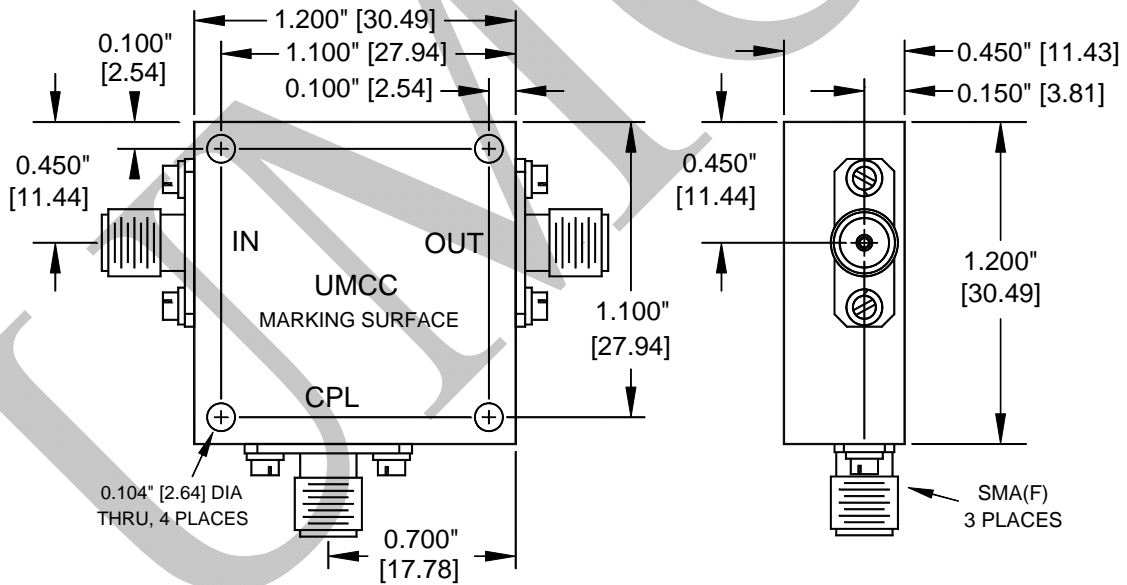 1.200" [30.49]
1.100" [27.94]
0.100" [2.54]
0.100"
[2.54]
0.450"
[11.44]
IN
OUT
UMCC
MARKING SURFACE
CPL
1.100"
[27.94]
0.104" [2.64] DIA
THRU, 4 PLACES
0.700"
[17.78]
0.450" [11.43]
0.150" [3.81]
0.450"
[11.44]
1.200"
[30.49]
SMA(F)
3 PLACES
UMC